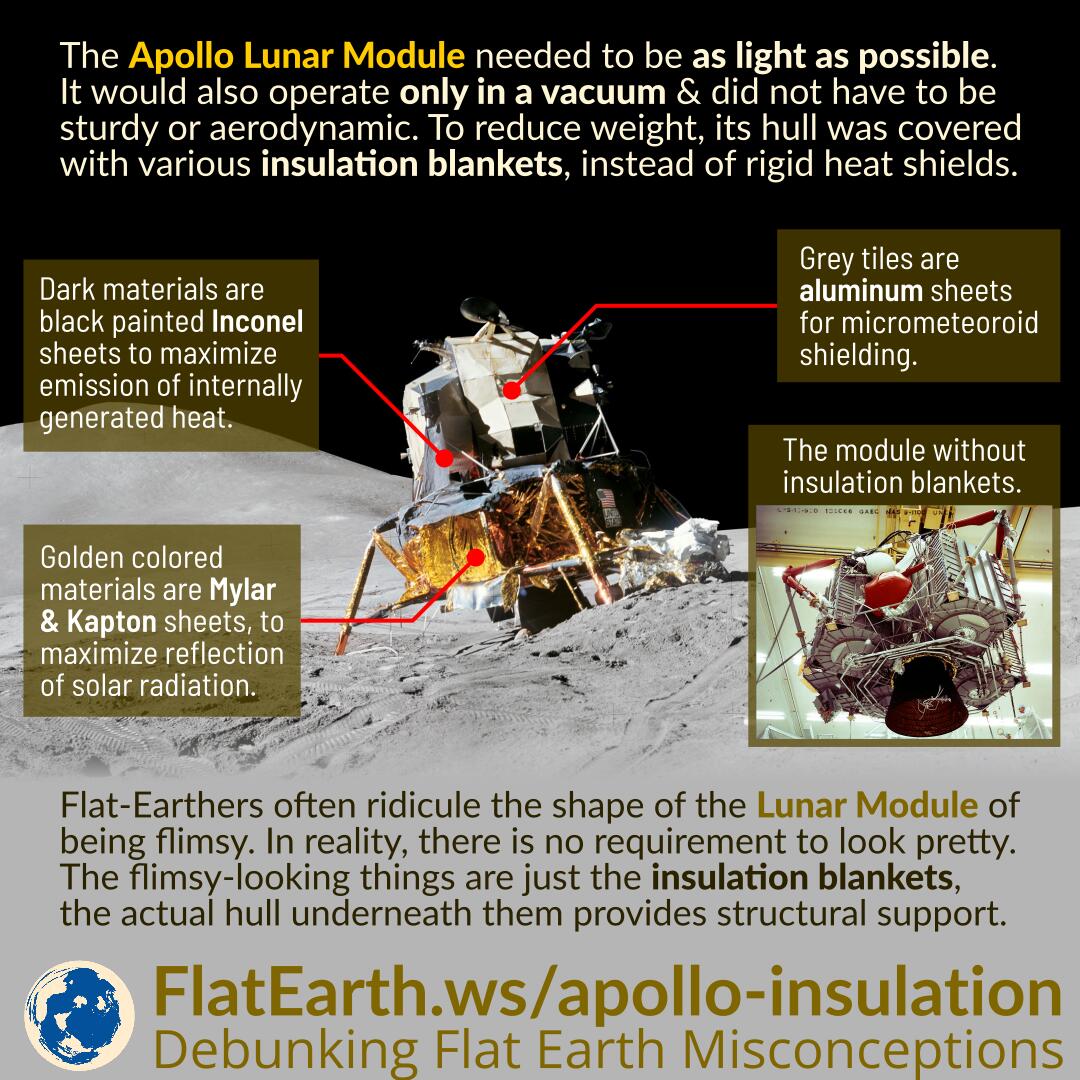 The Apollo Lunar Module needed to be as light as possible.
It would also operate only in a vacuum & did not have to be
sturdy or aerodynamic. To reduce weight, its hull was covered
with various insulation blankets, instead of rigid heat shields.
Grey tiles are
aluminum sheets
for micrometeoroid
shielding.
Dark materials are
black painted Inconel
sheets to maximize
emission of internally
generated heat.
The module without
insulation blankets.
Golden colored
materials are Mylar
& Kapton sheets, to
maximize reflection
of solar radiation.
Flat-Earthers often ridicule the shape of the Lunar Module of
being flimsy. In reality, there is no requirement to look pretty.
The flimsy-looking things are just the insulation blankets,
the actual hull underneath them provides structural support.
FlatEarth.ws/apollo-insulation
Debunking Flat Earth Misconceptions